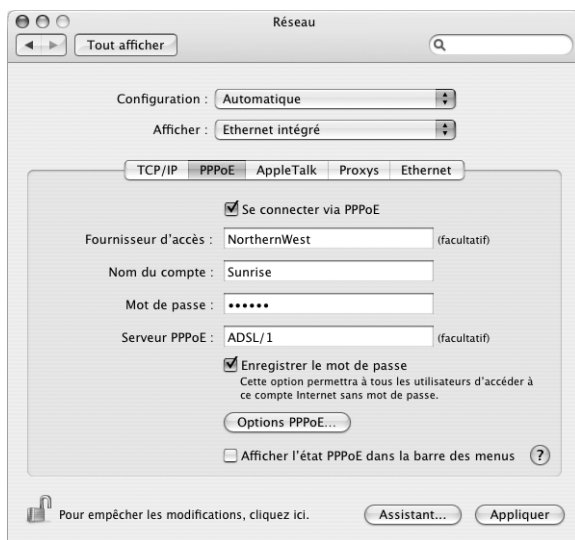 Réseau
Tout afficher
Configuration : Automatique
Afficher : Ethernet intégré
TCP/IP PPPoE AppleTalk Proxys Ethernet
Se connecter via PPPoE
Fournisseur d'accès : NorthernWest (facultatif)
Nom du compte : Sunrise
Mot de passe : ••••••
Serveur PPPoE : ADSL/1 (facultatif)
Enregistrer le mot de passe
Cette option permettra à tous les utilisateurs d'accéder à
ce compte Internet sans mot de passe.
Options PPPoE...
Afficher l'état PPPoE dans la barre des menus ?
Pour empêcher les modifications, cliquez ici. Assistant... Appliquer